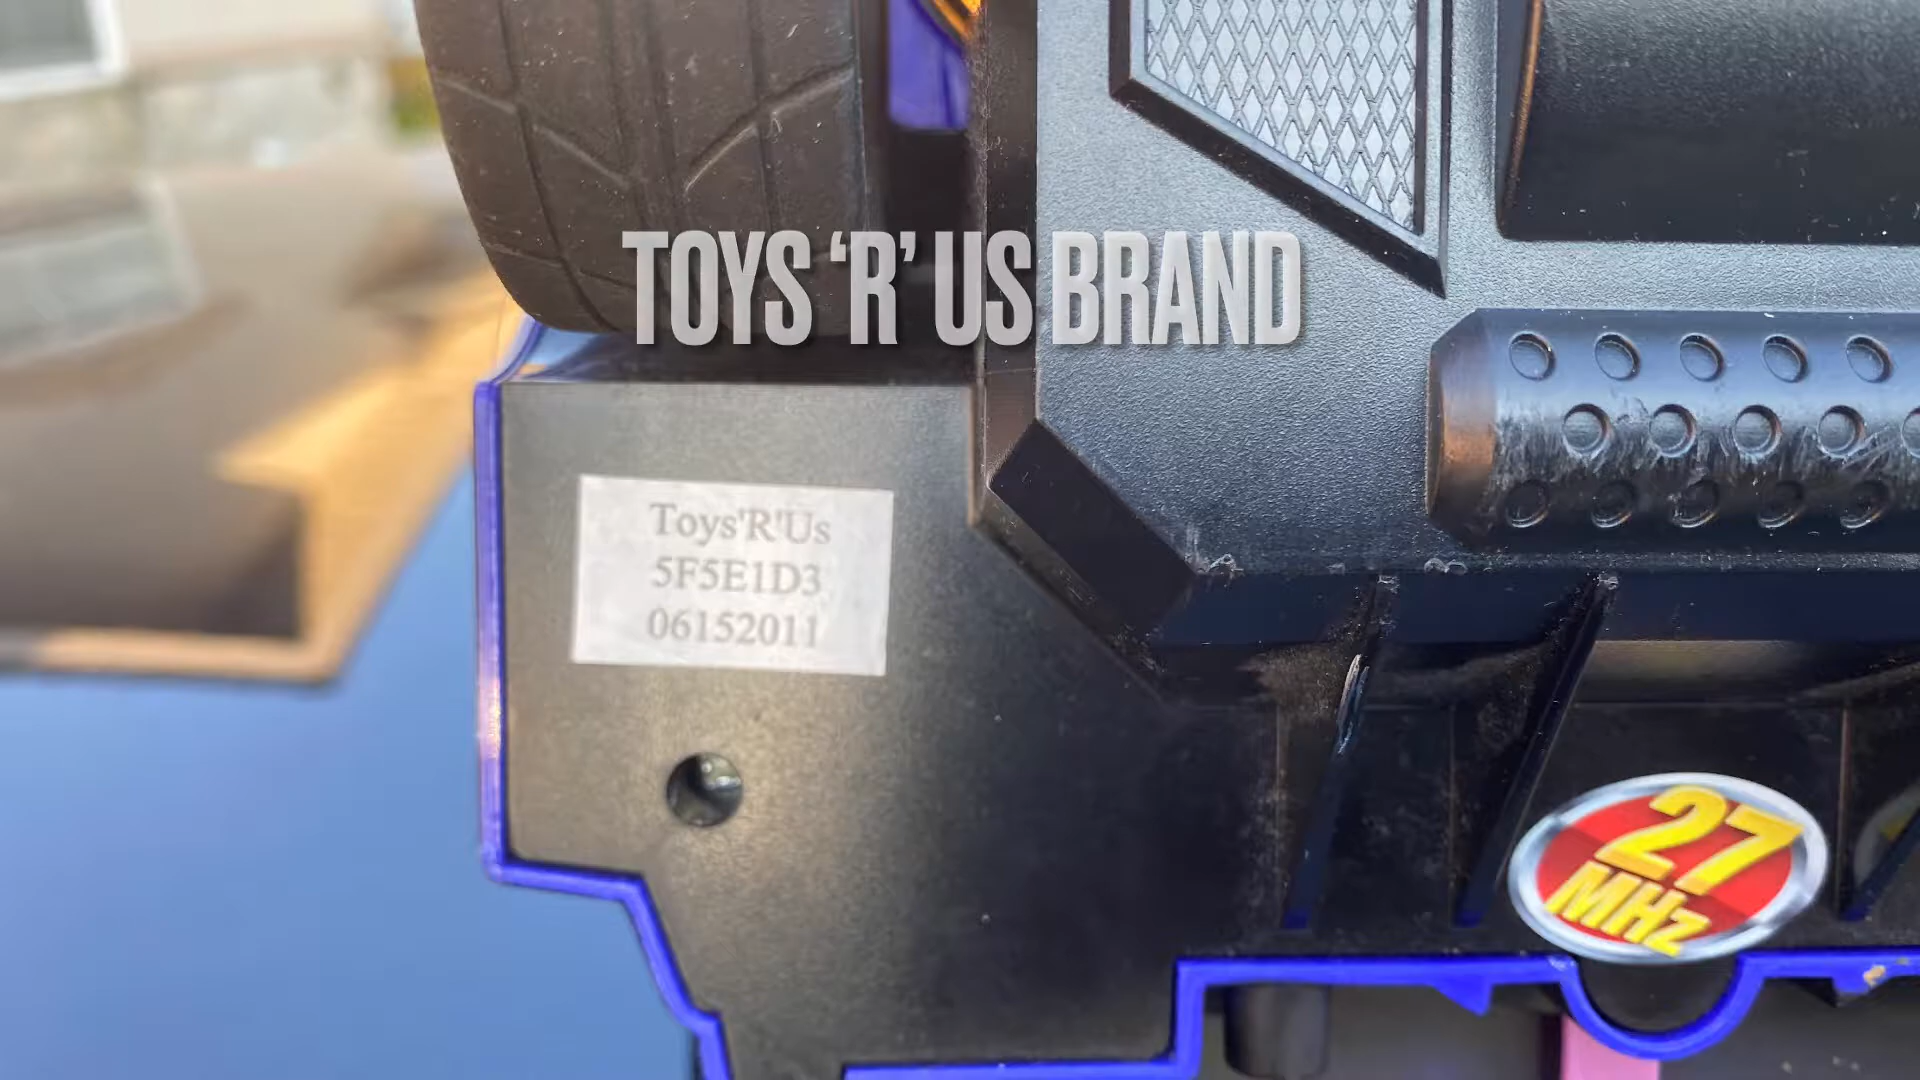 TOYS ‘R’ US BRAND
Toys'R'Us
5F5E1D3
06152011
27
MHz